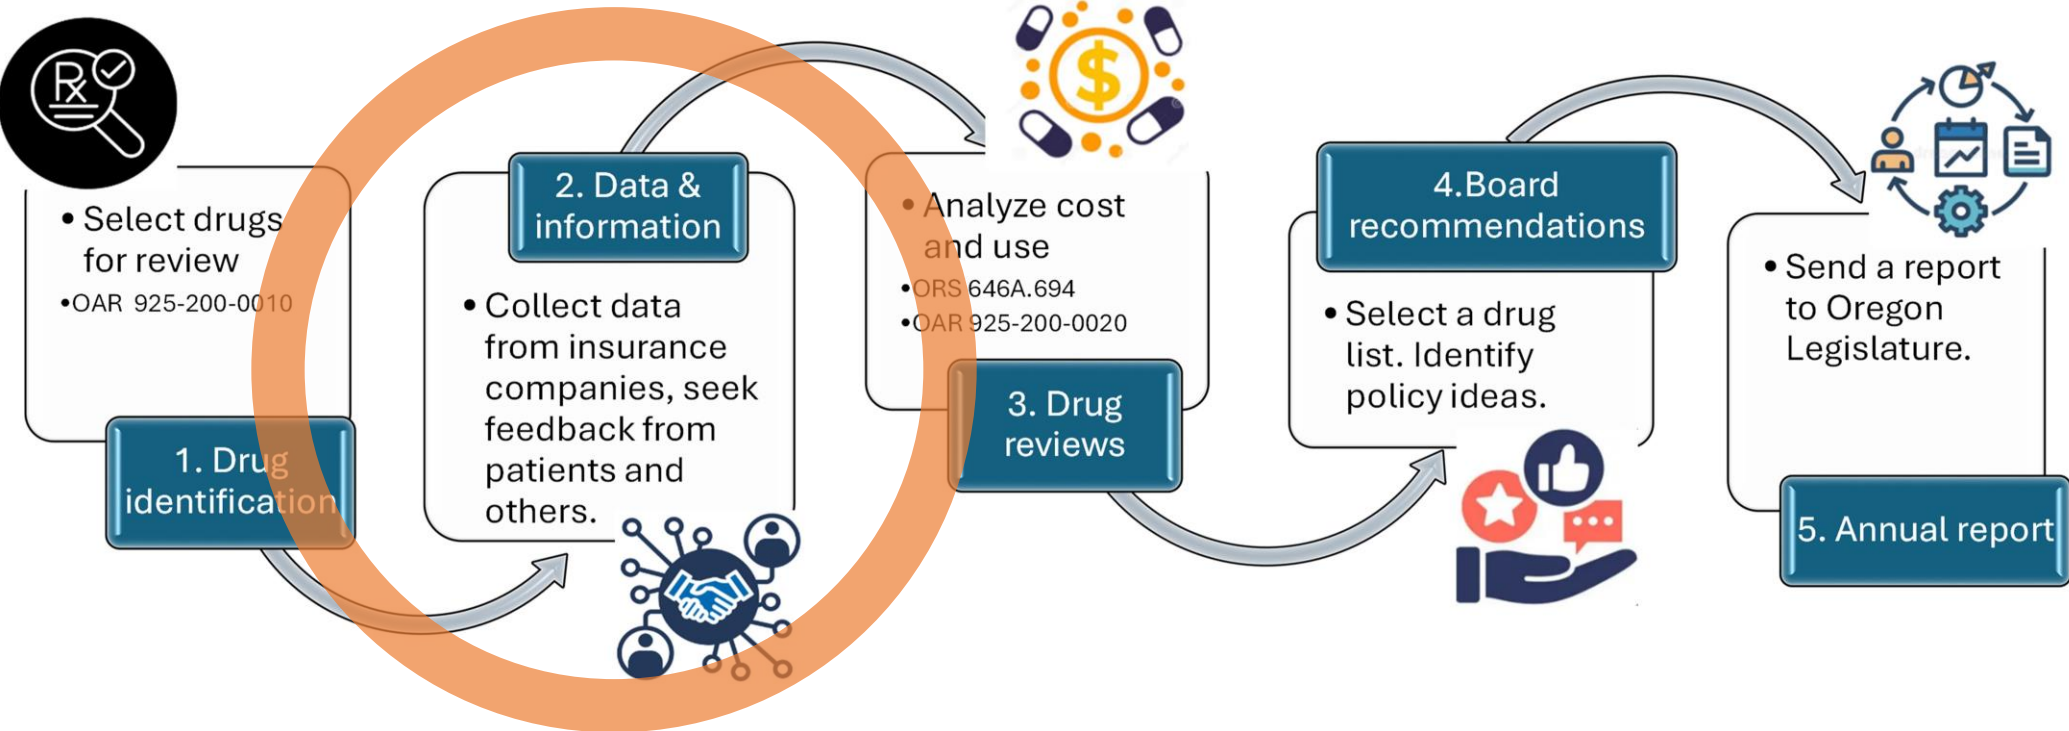 Rx
• Select drugs
for review
•OAR 925-200-0010
1. Drug
identification
2. Data &
information
• Collect data
from insurance
companies, seek
feedback from
patients and
others.
$
• Analyze cost
and use
•ORS 646A.694
•OAR 925-200-0020
3. Drug
reviews
4.Board
recommendations
• Select a drug
list. Identify
policy ideas.
• Send a report
to Oregon
Legislature.
5. Annual report